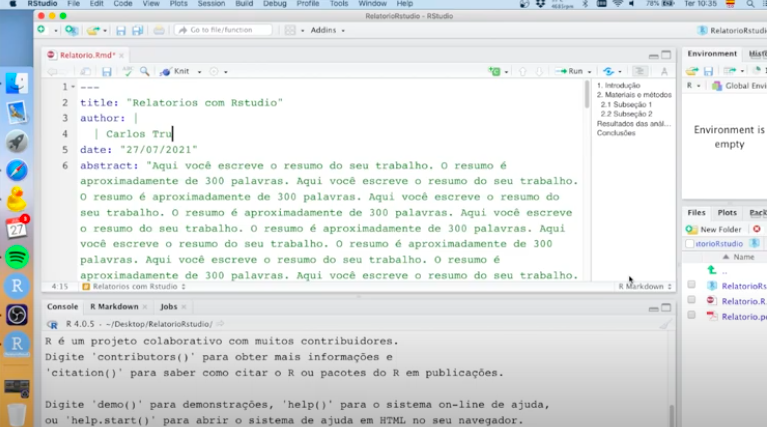 RStudio File Edit Code View Plots Session Build Debug Profile Tools Window Help 78% Ter 10:35
RelatorioRstudio - RStudio
Go to file/function Addins
Relatorio.Rmd*
Knit Run
1 ---
2 title: "Relatorios com Rstudio"
3 author: |
4 | Carlos Tru
5 date: "27/07/2021"
6 abstract: "Aqui você escreve o resumo do seu trabalho. O resumo é
aproximadamente de 300 palavras. Aqui você escreve o resumo do seu trabalho.
O resumo é aproximadamente de 300 palavras. Aqui você escreve o resumo do
seu trabalho. O resumo é aproximadamente de 300 palavras. Aqui você escreve
o resumo do seu trabalho. O resumo é aproximadamente de 300 palavras. Aqui
você escreve o resumo do seu trabalho. O resumo é aproximadamente de 300
palavras. Aqui você escreve o resumo do seu trabalho. O resumo é
aproximadamente de 300 palavras. Aqui você escreve o resumo do seu trabalho.
4:15 Relatorios com Rstudio R Markdown
1. Introdução
2. Materiais e métodos
2.1 Subseção 1
2.2 Subseção 2
Resultados das anál...
Conclusões
Console R Markdown Jobs
R 4.0.5 · ~/Desktop/RelatorioRstudio/
R é um projeto colaborativo com muitos contribuidores.
Digite 'contributors()' para obter mais informações e
'citation()' para saber como citar o R ou pacotes do R em publicações.
Digite 'demo()' para demonstrações, 'help()' para o sistema on-line de ajuda,
ou 'help.start()' para abrir o sistema de ajuda em HTML no seu navegador.
RelatorioRstudi
Environment Hist
R Global Envi
Environment is
empty
Files Plots Pack
New Folder
torioRstudio
Name
..
RelatorioRs
Relatorio.R
Relatorio.p
27